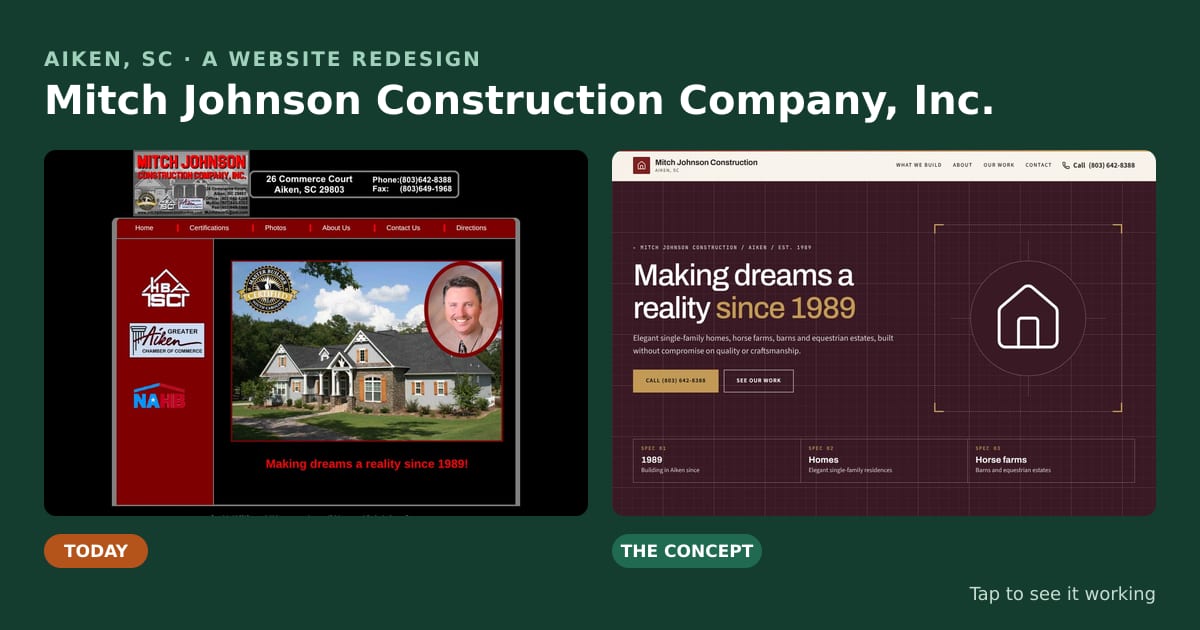 AIKEN, SC · A WEBSITE REDESIGN
Mitch Johnson Construction Company, Inc.
MITCH JOHNSON
CONSTRUCTION COMPANY, INC.
26 Commerce Court
Aiken, SC 29803
Phone:(803)642-8388
Fax: (803)649-1968
Home
Certifications
Photos
About Us
Contact Us
Directions
HBA
GREATER
Aiken
CHAMBER OF COMMERCE
NAHB
MASTER BUILDER
CERTIFIED
Making dreams a reality since 1989!
Mitch Johnson Construction
AIKEN, SC
WHAT WE BUILD
ABOUT
OUR WORK
CONTACT
Call (803) 642-8388
MITCH JOHNSON CONSTRUCTION / AIKEN / EST. 1989
Making dreams a
reality since 1989
Elegant single-family homes, horse farms, barns and equestrian estates, built
without compromise on quality or craftsmanship.
CALL (803) 642-8388
SEE OUR WORK
SPEC 01
1989
Building in Aiken since
SPEC 02
Homes
Elegant single-family residences
SPEC 03
Horse farms
Barns and equestrian estates
TODAY
THE CONCEPT
Tap to see it working